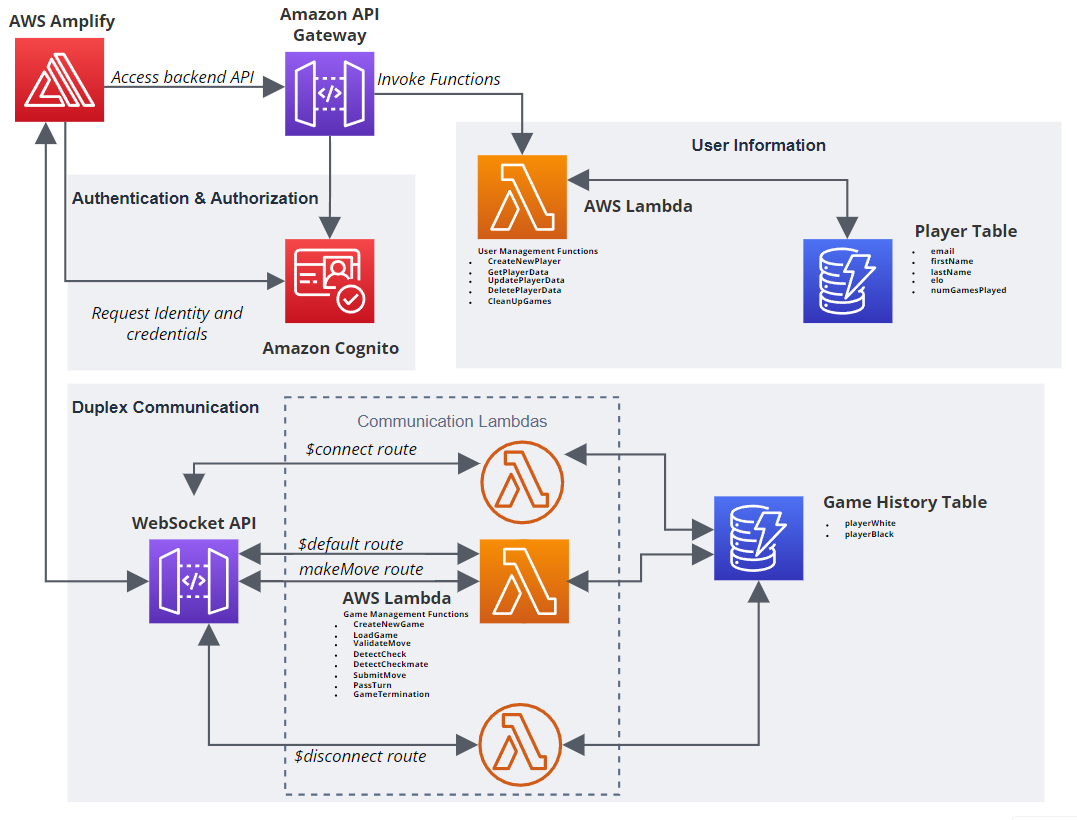 AWS Amplify
Amazon API
Gateway
Access backend API
Invoke Functions
User Information
AWS Lambda
User Management Functions
• CreateNewPlayer
• GetPlayerData
• UpdatePlayerData
• DeletePlayerData
• CleanUpGames
Player Table
• email
• firstName
• lastName
• elo
• numGamesPlayed
Authentication & Authorization
Request Identity and
credentials
Amazon Cognito
Duplex Communication
Communication Lambdas
$connect route
WebSocket API
$default route
makeMove route
AWS Lambda
Game Management Functions
• CreateNewGame
• LoadGame
• ValidateMove
• DetectCheck
• DetectCheckmate
• SubmitMove
• PassTurn
• GameTermination
$disconnect route
Game History Table
• playerWhite
• playerBlack